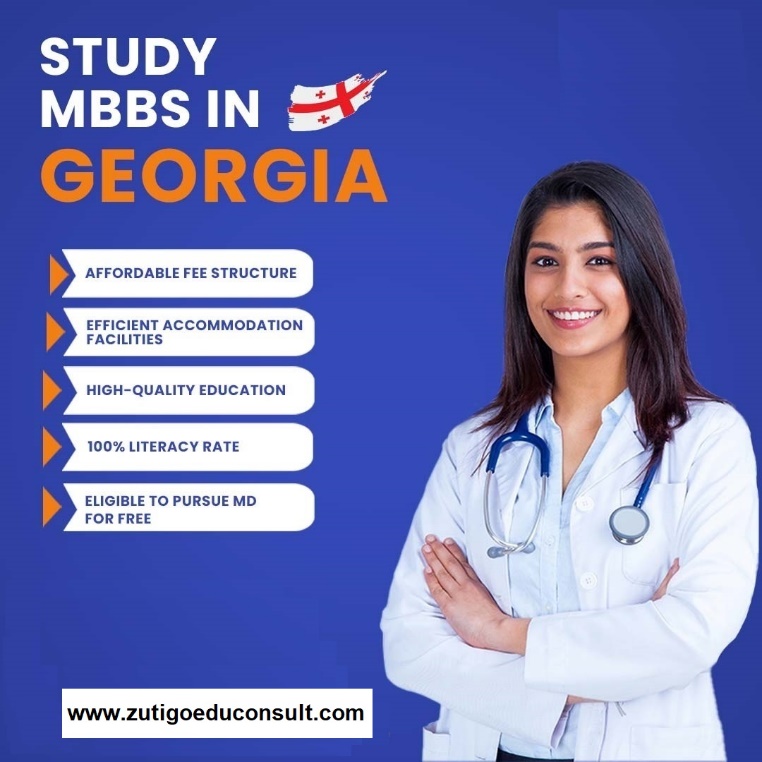 STUDY
MBBS IN
GEORGIA
AFFORDABLE FEE STRUCTURE
EFFICIENT ACCOMMODATION
FACILITIES
HIGH-QUALITY EDUCATION
100% LITERACY RATE
ELIGIBLE TO PURSUE MD
FOR FREE
www.zutigoeduconsult.com